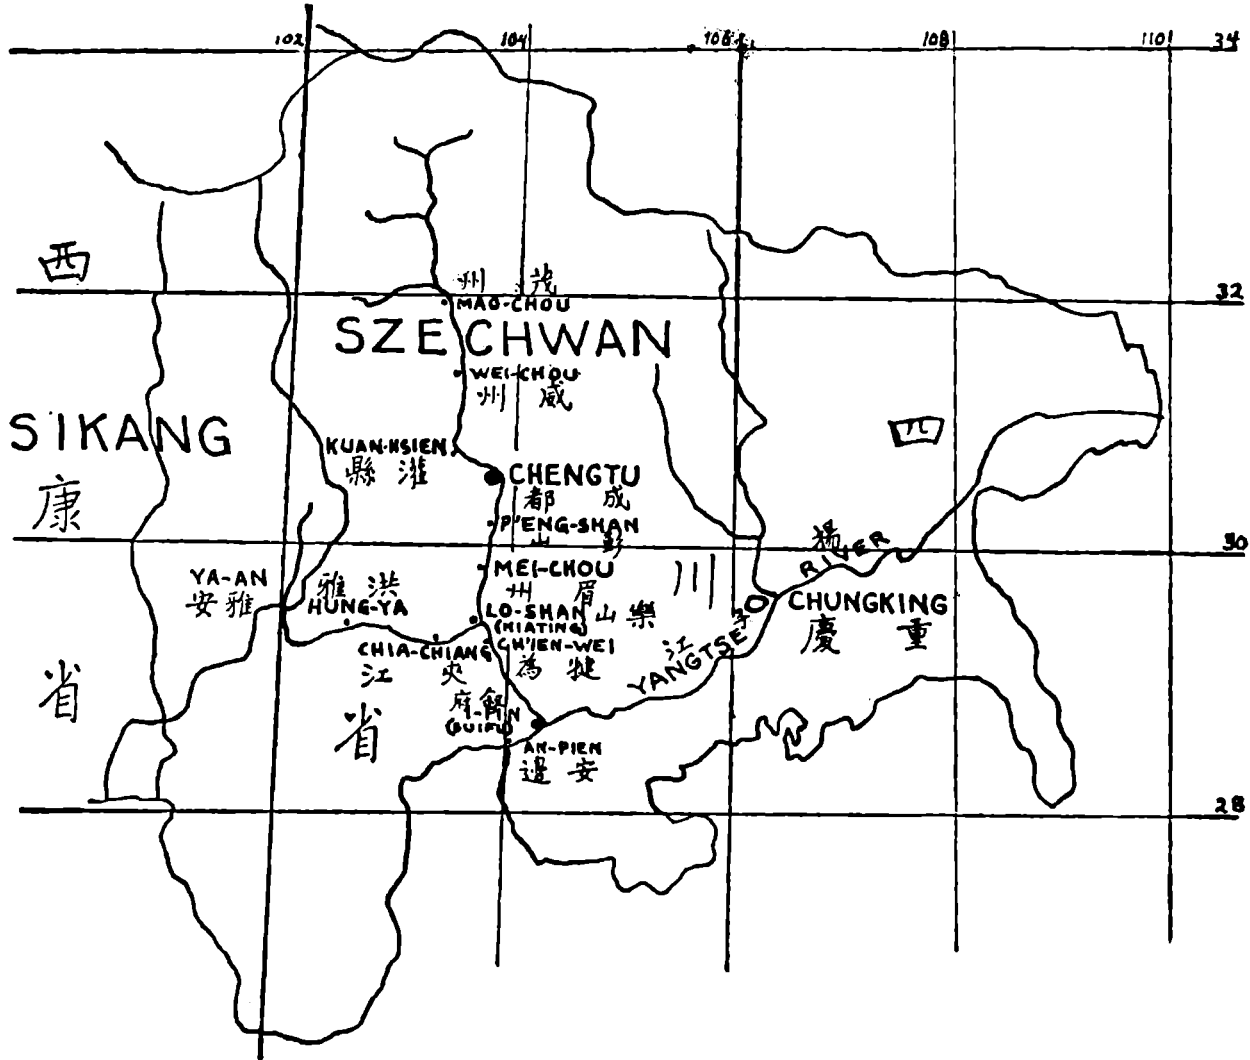 102 104 106 108 110 34
西
州 茂
32
MAO-CHOU
SZECHWAN
WEI-CHOU
州 威
SIKANG
四
KUAN-HSIEN
縣 灌
CHENGTU
都 成
康
P'ENG-SHAN
山 彭
揚
RIVER
30
MEI-CHOU
州 眉
川
YA-AN
安雅
雅 洪
HUNG-YA
LO-SHAN
(KIATING)
山樂
子
CHUNGKING
慶 重
CHIA-CHIANG
江 夾
CH'IEN-WEI
為 犍
江
YANGTSE
省
府敘
I-PIN
(SUIFU)
省
AN-PIEN
邊 安
28